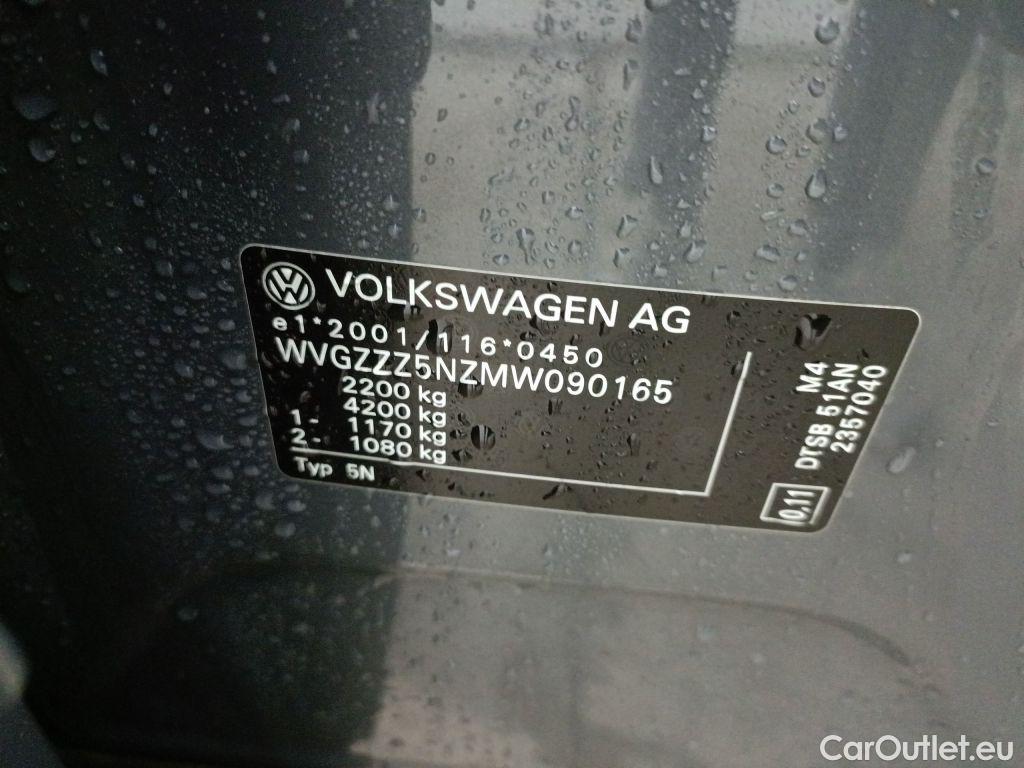 VOLKSWAGEN AG
e1*2001/116*0450
WVGZZZ5NZMW090165
2200 kg
4200 kg
1- 1170 kg
2- 1080 kg
Typ 5N
M4
DTSB 51AN
2357040
0,11
CarOutlet.eu